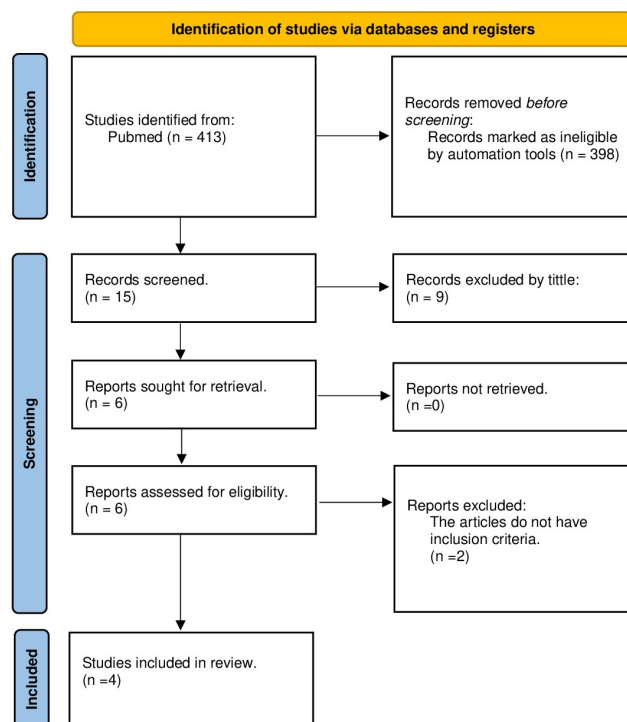 Identification of studies via databases and registers
Identification
Studies identified from:
Pubmed (n = 413)
Records removed before
screening:
Records marked as ineligible
by automation tools (n = 398)
Screening
Records screened.
(n = 15)
Records excluded by tittle:
(n = 9)
Reports sought for retrieval.
(n = 6)
Reports not retrieved.
(n =0)
Reports assessed for eligibility.
(n = 6)
Reports excluded:
The articles do not have
inclusion criteria.
(n =2)
Included
Studies included in review.
(n =4)